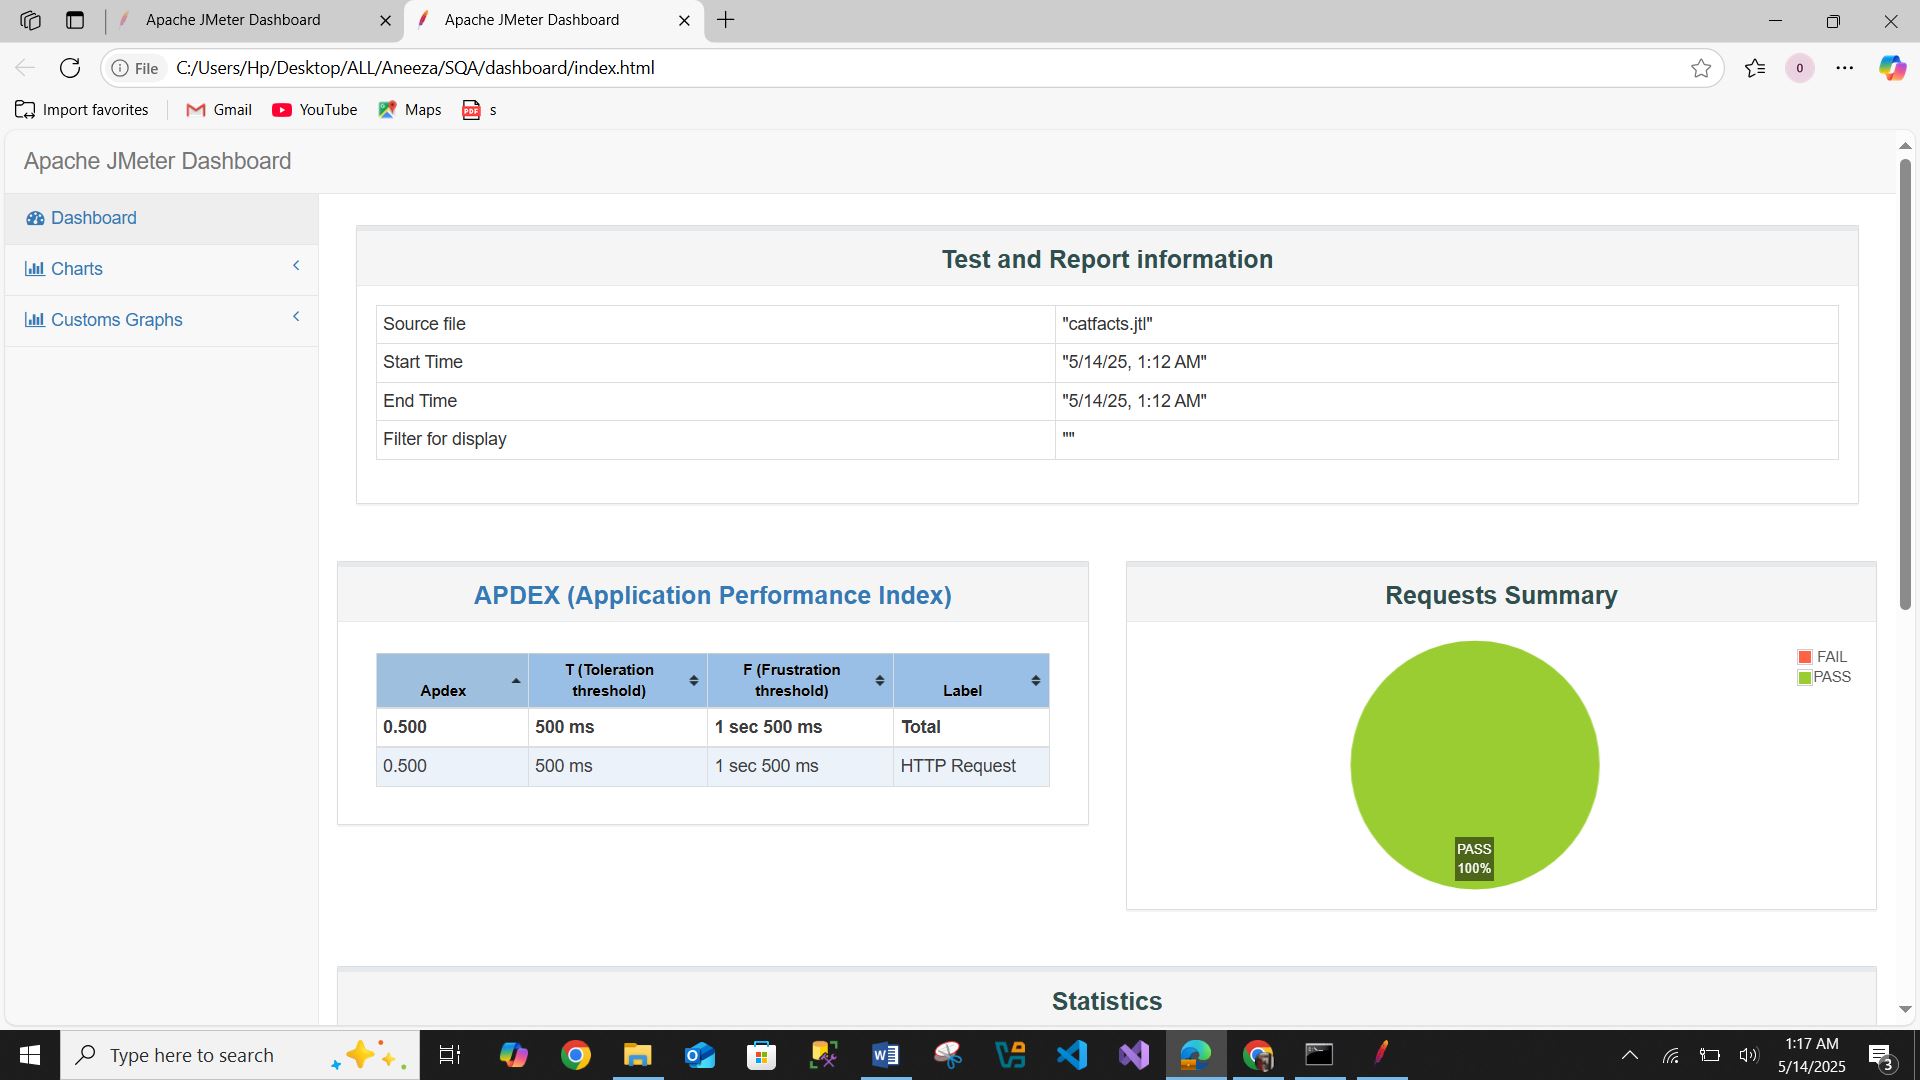 Apache JMeter Dashboard
Apache JMeter Dashboard
File C:/Users/Hp/Desktop/ALL/Aneeza/SQA/dashboard/index.html
0
Import favorites Gmail YouTube Maps PDF s
Apache JMeter Dashboard
Dashboard
Charts
Customs Graphs
Test and Report information
Source file "catfacts.jtl"
Start Time "5/14/25, 1:12 AM"
End Time "5/14/25, 1:12 AM"
Filter for display ""
APDEX (Application Performance Index)
Apdex T (Toleration threshold) F (Frustration threshold) Label
0.500 500 ms 1 sec 500 ms Total
0.500 500 ms 1 sec 500 ms HTTP Request
Requests Summary
FAIL
PASS
PASS
100%
Statistics
Type here to search
1:17 AM
5/14/2025
3